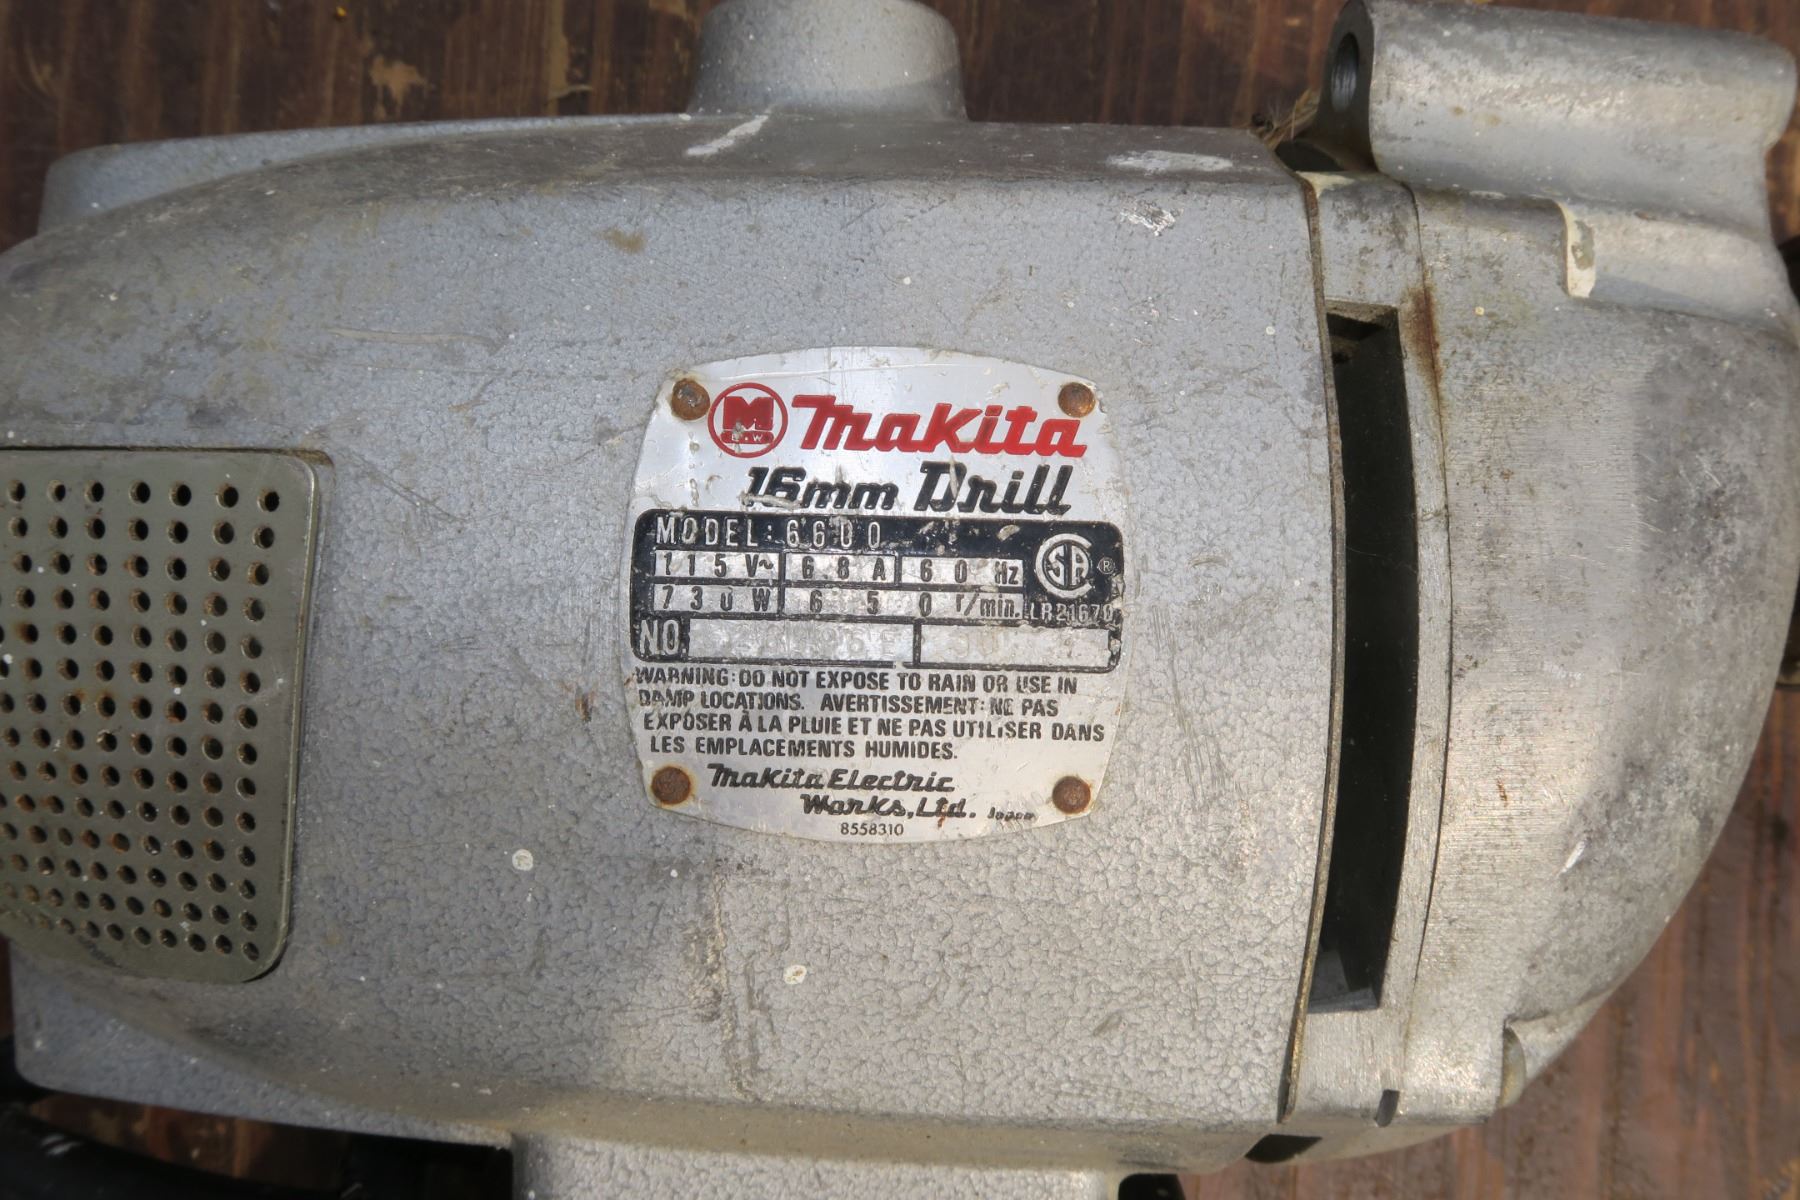 M
Makita
16mm Drill
MODEL: 6600
115V~ 6.8A 60 Hz
730W 650 r/min. LR21670
NO.
WARNING: DO NOT EXPOSE TO RAIN OR USE IN
DAMP LOCATIONS. AVERTISSEMENT: NE PAS
EXPOSER À LA PLUIE ET NE PAS UTILISER DANS
LES EMPLACEMENTS HUMIDES.
Makita Electric
Works, Ltd. Japan
8558310